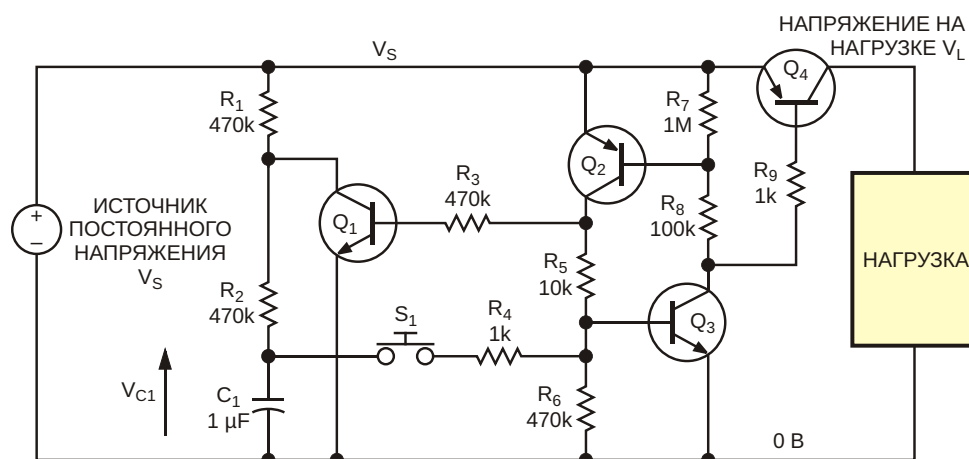 НАПРЯЖЕНИЕ НА
НАГРУЗКЕ VL
VS
Q4
R1
470k
R7
1M
Q2
R3
470k
R9
1k
+
–
ИСТОЧНИК
ПОСТОЯННОГО
НАПРЯЖЕНИЯ
VS
Q1
R8
100k
R5
10k
НАГРУЗКА
R2
470k
S1
R4
1k
Q3
VC1
C1
1 µF
R6
470k
0 В